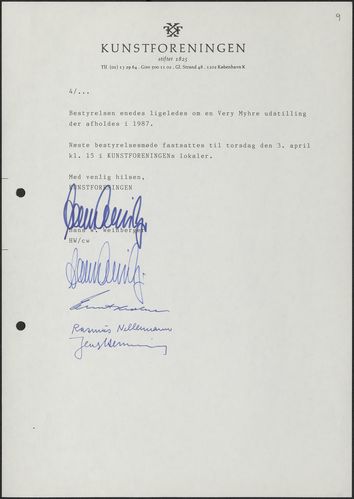 9
KUNSTFORENINGEN
stiftet 1825
Tlf. (01) 13 29 64 . Giro 500 11 02 . Gl. Strand 48 . 1202 København K
4/...
Bestyrelsen enedes ligeledes om en Very Myhre udstilling
der afholdes i 1987.
Næste bestyrelsesmøde fastsættes til torsdag den 3. april
kl. 15 i KUNSTFORENINGENs lokaler.
Med venlig hilsen,
KUNSTFORENINGEN
Hans W. Weinberger
HW/cw
Rasmus Nellemann